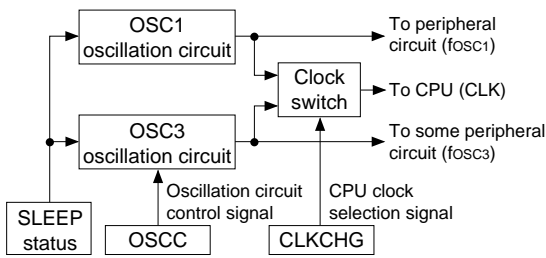 OSC1
oscillation circuit
To peripheral
circuit (fOSC1)
Clock
switch
To CPU (CLK)
OSC3
oscillation circuit
To some peripheral
circuit (fOSC3)
Oscillation circuit
control signal
CPU clock
selection signal
SLEEP
status
OSCC
CLKCHG